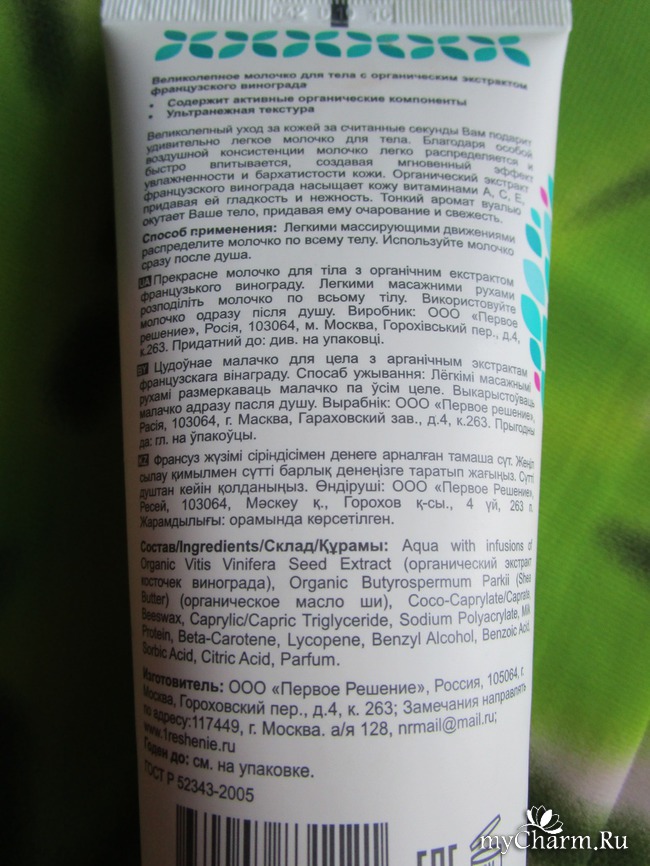 Великолепное молочко для тела с органическим экстрактом
французского винограда
• Содержит активные органические компоненты
• Ультранежная текстура
Великолепный уход за кожей за считанные секунды Вам подарит
удивительно легкое молочко для тела. Благодаря особой
воздушной консистенции молочко легко распределяется и
быстро впитывается, создавая мгновенный эффект
увлажненности и бархатистости кожи. Органический экстракт
французского винограда насыщает кожу витаминами А, С, Е,
придавая ей гладкость и нежность. Тонкий аромат вуалью
окутает Ваше тело, придавая ему очарование и свежесть.
Способ применения: Легкими массирующими движениями
распределите молочко по всему телу. Используйте молочко
сразу после душа.
UA Прекрасне молочко для тіла з органічним екстрактом
французького винограду. Легкими масажними рухами
розподіліть молочко по всьому тілу. Використовуйте
молочко одразу після душу. Виробник: ООО «Первое
решение», Росія, 103064, м. Москва, Горохівський пер., д.4,
к.263. Придатний до: див. на упаковці.
BY Цудоўнае малачко для цела з арганічным экстрактам
французскага вінаграду. Спосаб ужывання: Лёгкімі масажнымі
рухамі размеркаваць малачко па ўсім целе. Выкарыстоўваць
малачко адразу пасля душу. Вырабнік: ООО «Первое решение»,
Расія, 103064, г. Масква, Гараховский зав., д.4, к.263. Прыгодны
да: гл. на ўпакоўцы.
KZ Француз жүзімі сіріндісімен денеге арналған тамаша сүт. Жеңіл
сылау қимылмен сүтті барлық денеңізге таратып жағыңыз. Сүтті
душтан кейін қолданыңыз. Өндіруші: ООО «Первое Решение»,
Ресей, 103064, Мәскеу қ., Горохов қ-сы., 4 үй, 263 п.
Жарамдылығы: орамында көрсетілген.
Состав/Ingredients/Склад/Құрамы: Aqua with infusions of
Organic Vitis Vinifera Seed Extract (органический экстракт
косточек винограда), Organic Butyrospermum Parkii (Shea
Butter) (органическое масло ши), Coco-Caprylate/Caprate,
Beeswax, Caprylic/Capric Triglyceride, Sodium Polyacrylate, Milk
Protein, Beta-Carotene, Lycopene, Benzyl Alcohol, Benzoic Acid,
Sorbic Acid, Citric Acid, Parfum.
Изготовитель: ООО «Первое Решение», Россия, 105064, г.
Москва, Гороховский пер., д.4, к. 263; Замечания направлять
по адресу:117449, г. Москва. а/я 128, nrmail@mail.ru;
www.1reshenie.ru
Годен до: см. на упаковке.
ГОСТ Р 52343-2005
myCharm.Ru